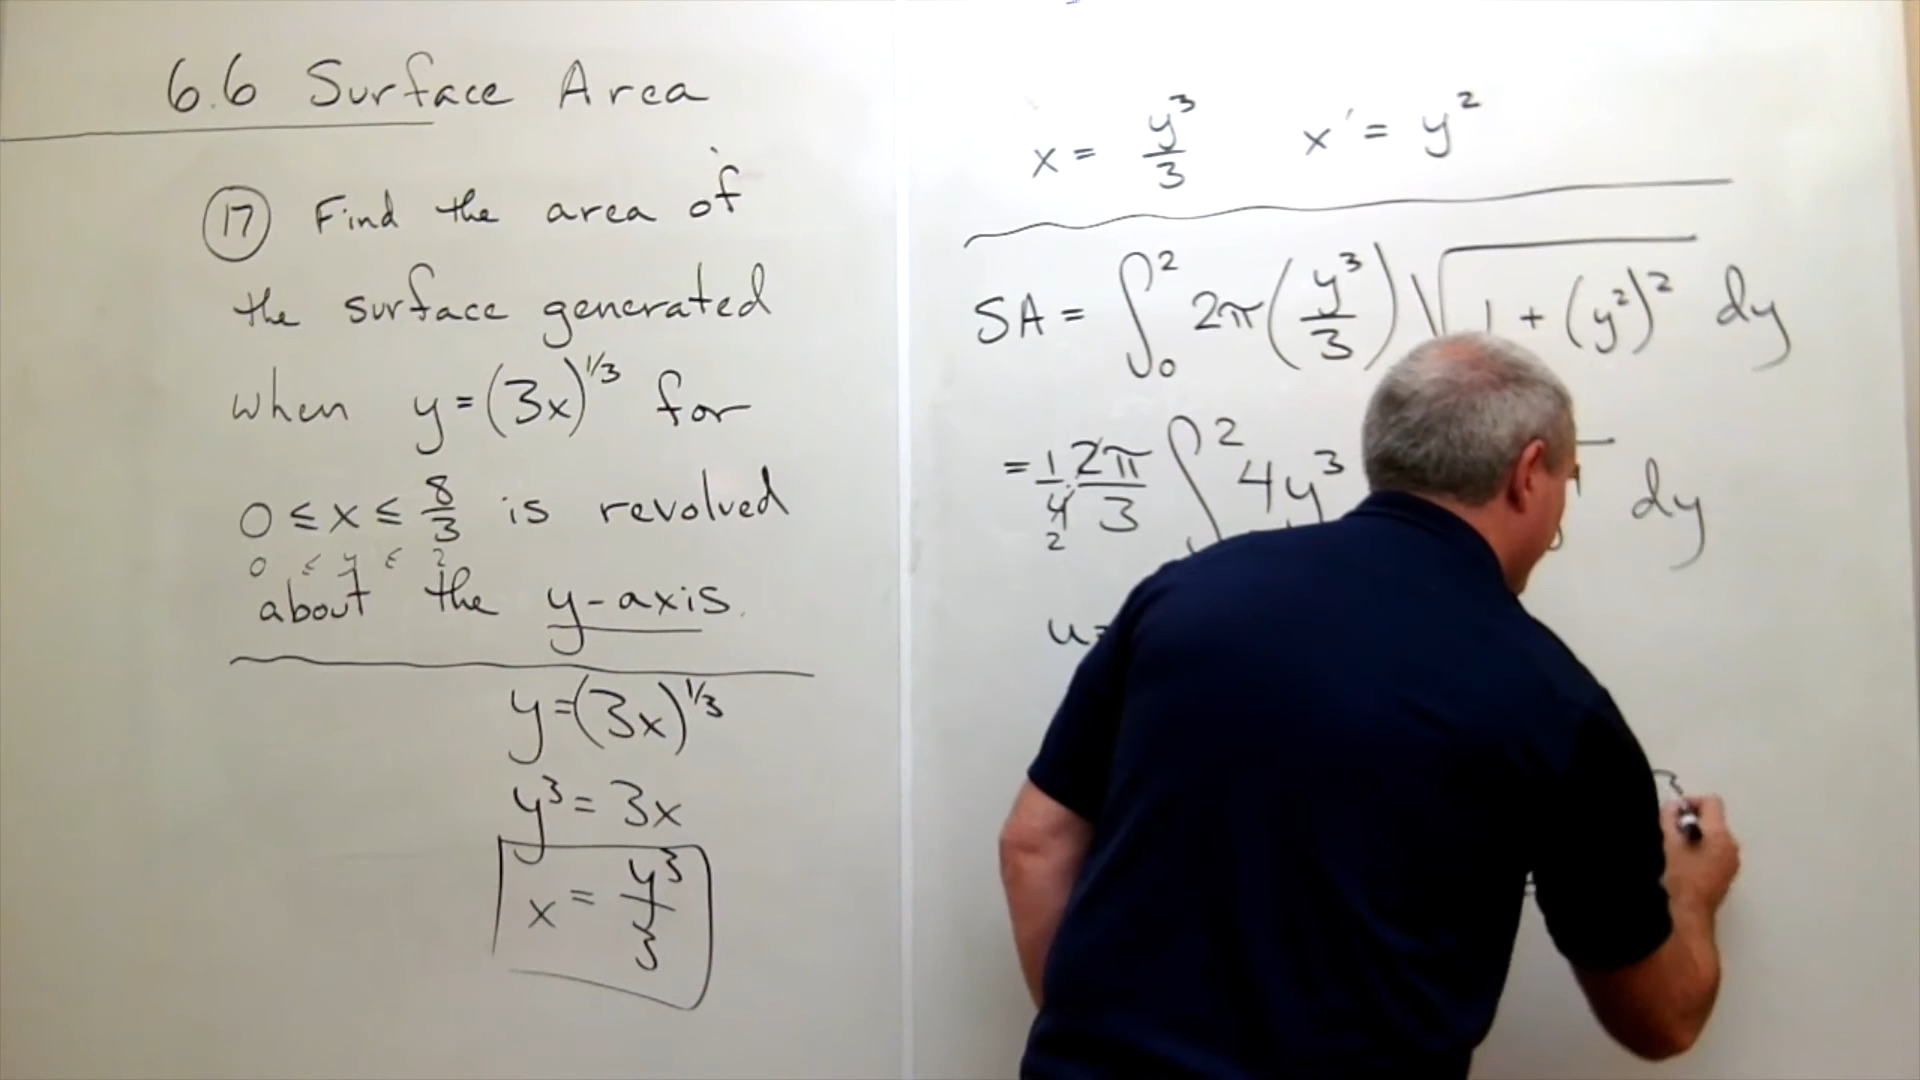 6.6 Surface Area
(17) Find the area of
the surface generated
when y=(3x)^1/3 for
0 ≤ x ≤ 8/3 is revolved
0 ≤ y ≤ 2
about the y-axis.
y=(3x)^1/3
y^3 = 3x
x = y^3/3
x = y^3/3 x' = y^2
SA = ∫_0^2 2π(y^3/3)√(1+(y^2)^2) dy
= 1/4 · 2π/3 ∫^2 4y^3 dy
2
u=